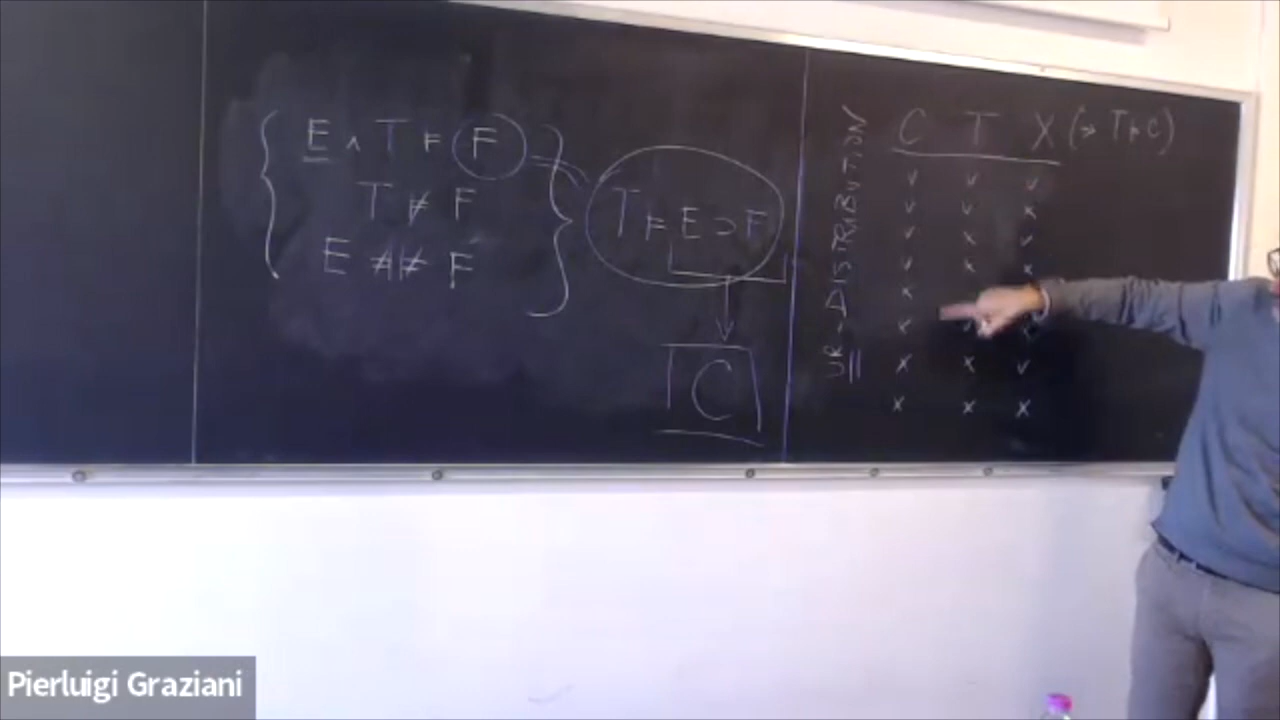 E ∧ T ⊨ F
T ⊭ F
E ⊭ F
T ⊨ E ⊃ F
C
UR-DISTRIBUTION
C T X (⇒ T ⊨ C)
v v v
v v x
v x v
v x x
x
x x v
x x x
Pierluigi Graziani